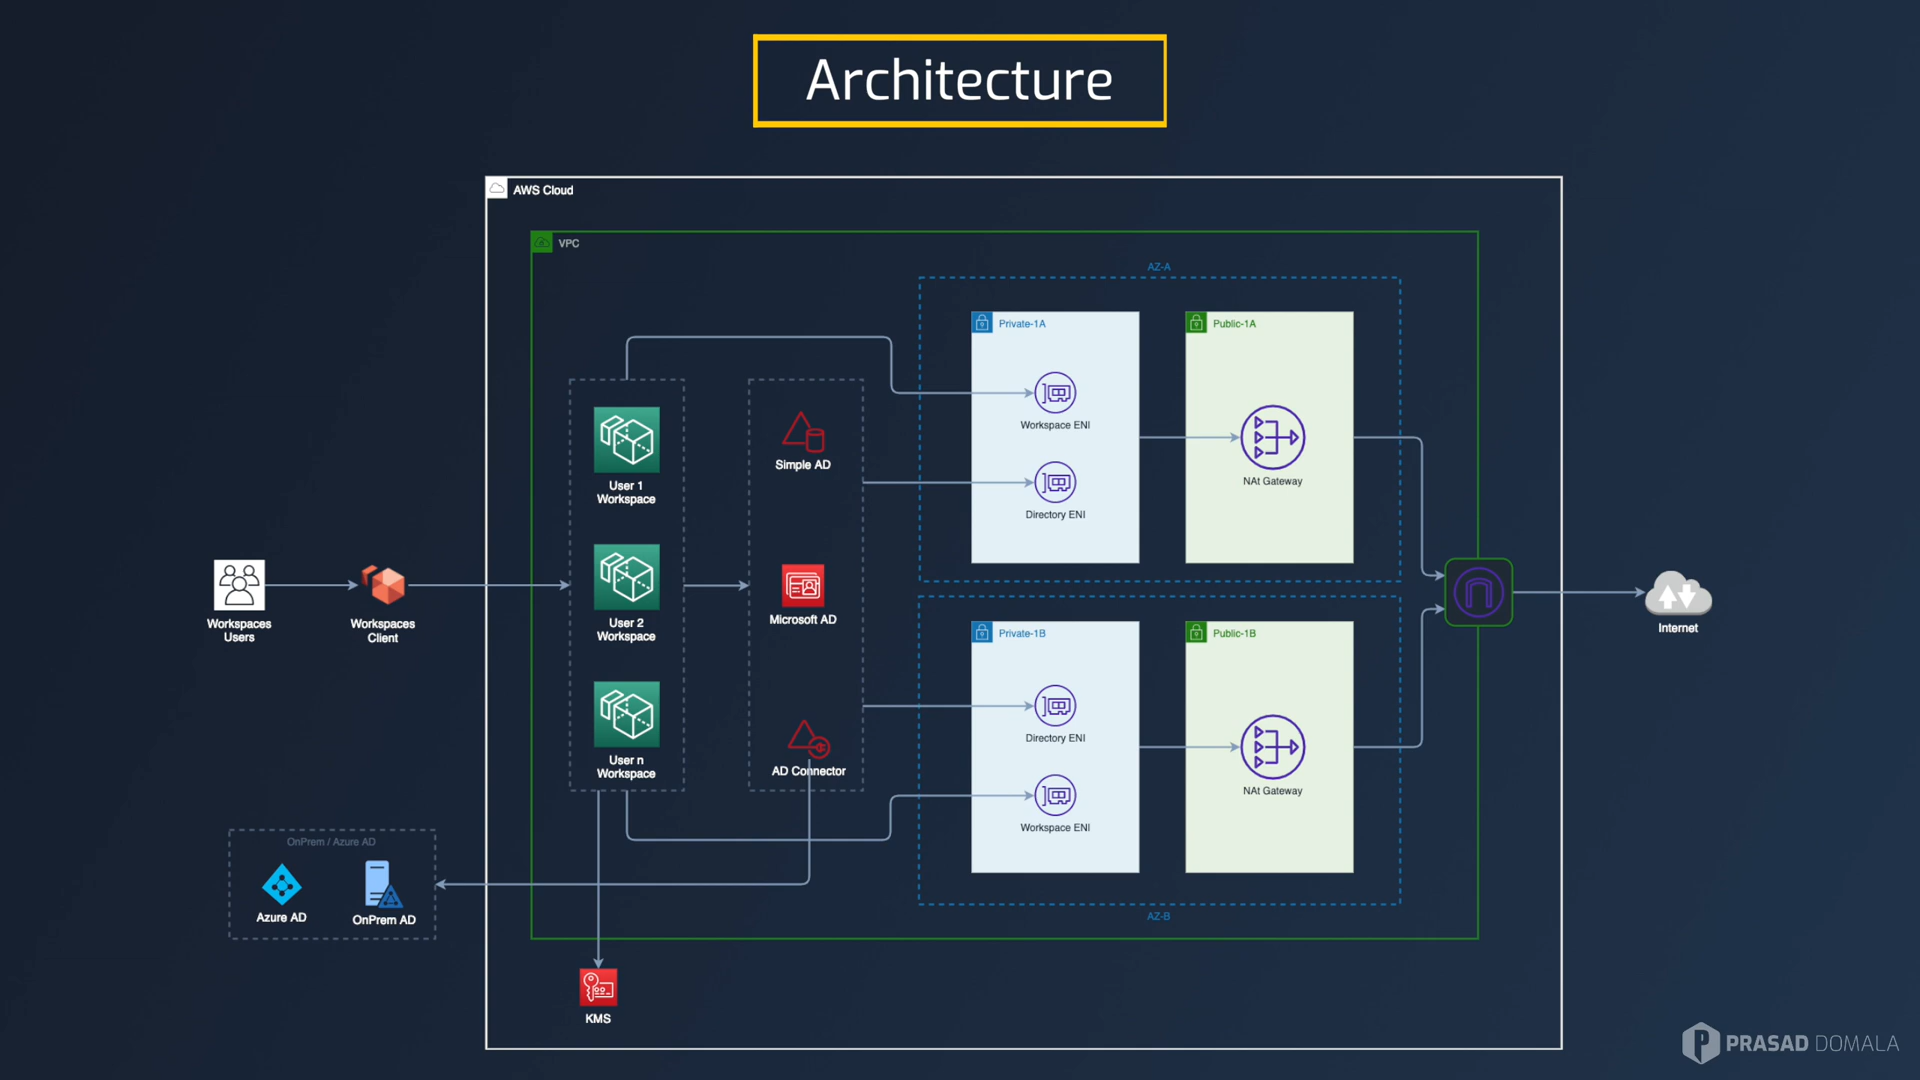 Architecture
AWS Cloud
VPC
AZ-A
Private-1A
Public-1A
Workspace ENI
Directory ENI
NAt Gateway
User 1
Workspace
User 2
Workspace
User n
Workspace
Simple AD
Microsoft AD
AD Connector
Workspaces
Users
Workspaces
Client
Private-1B
Public-1B
Directory ENI
Workspace ENI
NAt Gateway
AZ-B
Internet
OnPrem / Azure AD
Azure AD
OnPrem AD
KMS
PRASAD DOMALA